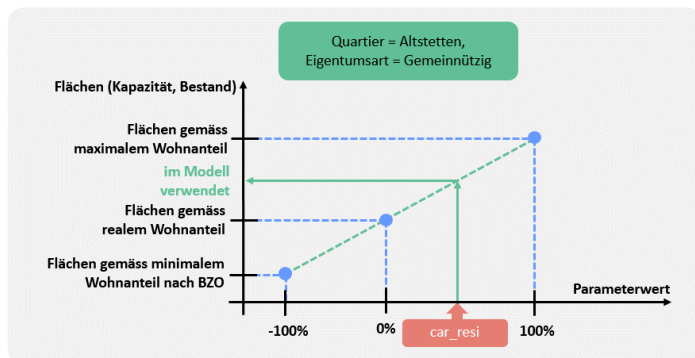 Quartier = Altstetten,
Eigentumsart = Gemeinnützig
Flächen (Kapazität, Bestand)
Flächen gemäss
maximalem Wohnanteil
im Modell
verwendet
Flächen gemäss
realem Wohnanteil
Flächen gemäss minimalem
Wohnanteil nach BZO
Parameterwert
-100%
0%
car_resi
100%